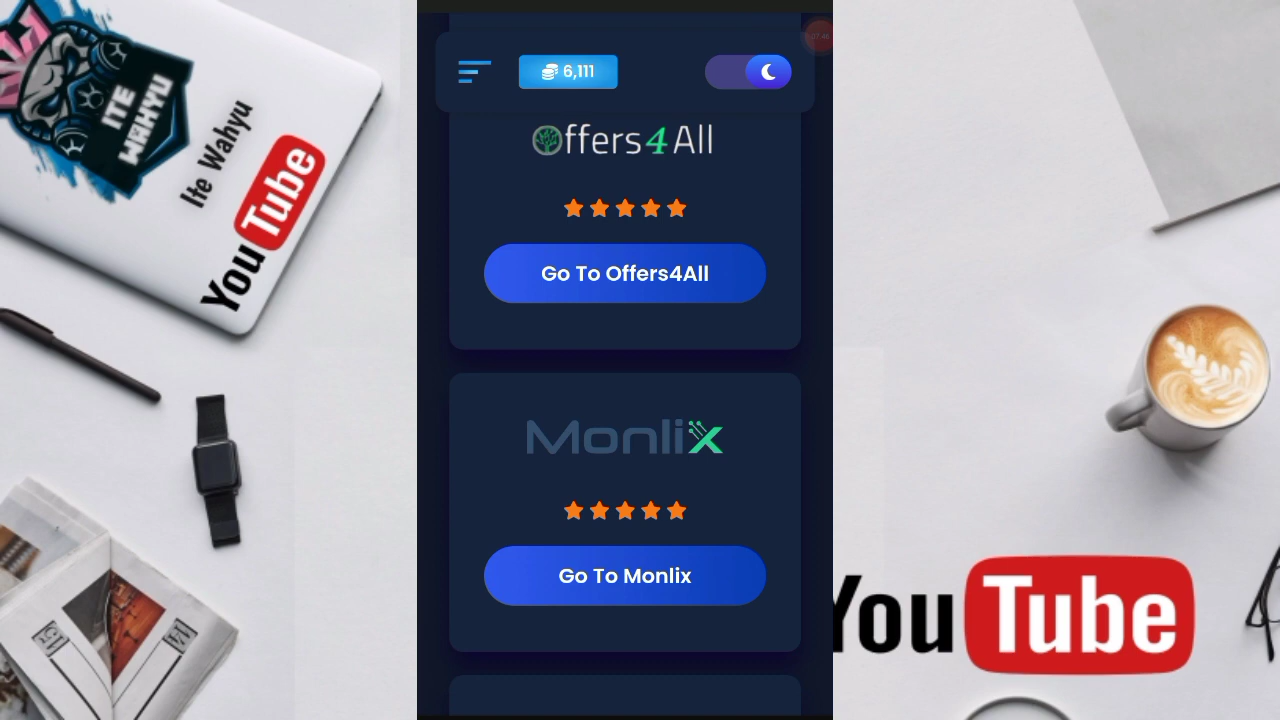 ITE
WAHYU
Ite Wahyu
YouTube
6,111
Offers4All
Go To Offers4All
Monlix
Go To Monlix
YouTube